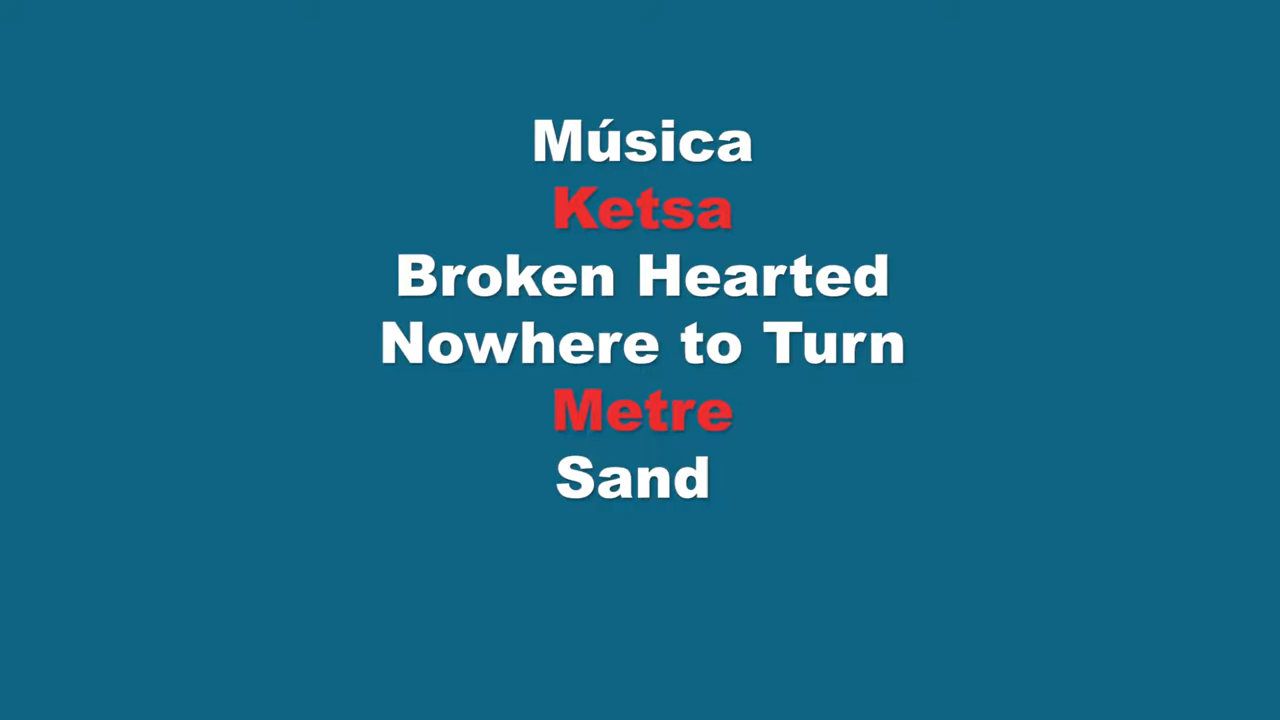 Música
Ketsa
Broken Hearted
Nowhere to Turn
Metre
Sand